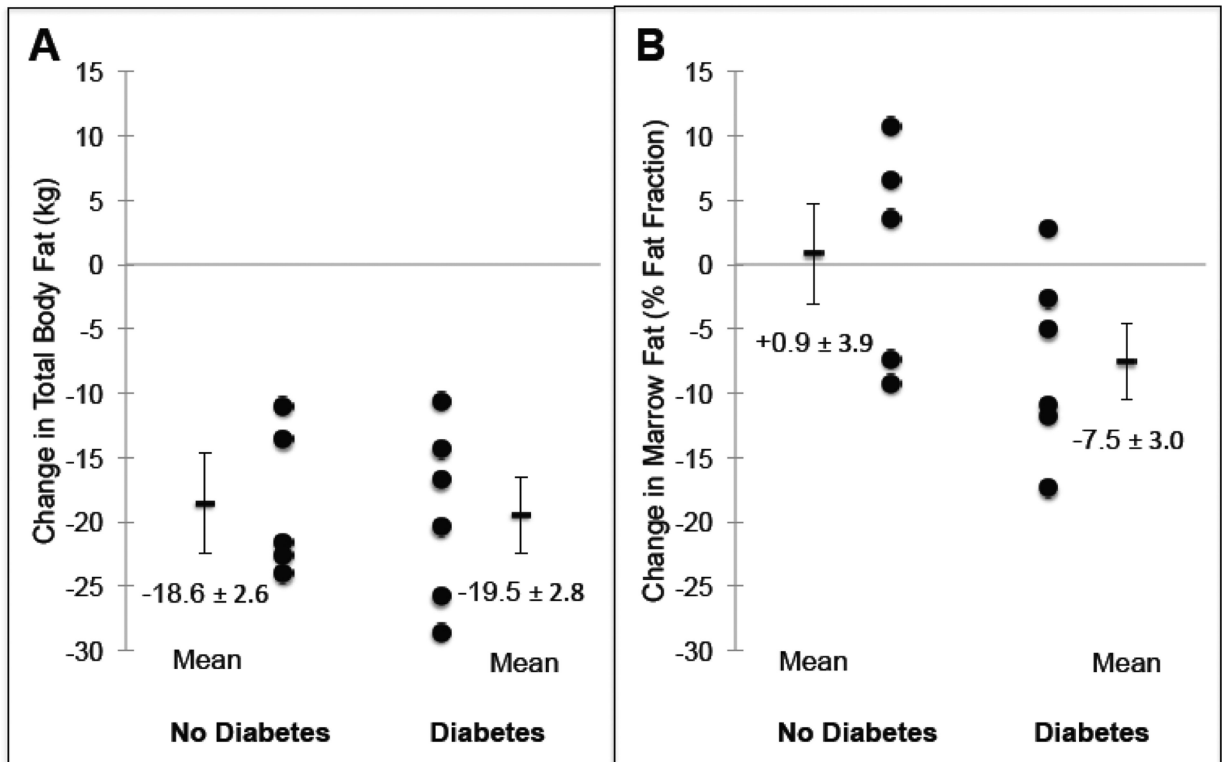 A
Change in Total Body Fat (kg)
15
10
5
0
-5
-10
-15
-20
-25
-30
-18.6 ± 2.6
-19.5 ± 2.8
Mean
Mean
No Diabetes
Diabetes
B
Change in Marrow Fat (% Fat Fraction)
15
10
5
0
-5
-10
-15
-20
-25
-30
+0.9 ± 3.9
-7.5 ± 3.0
Mean
Mean
No Diabetes
Diabetes